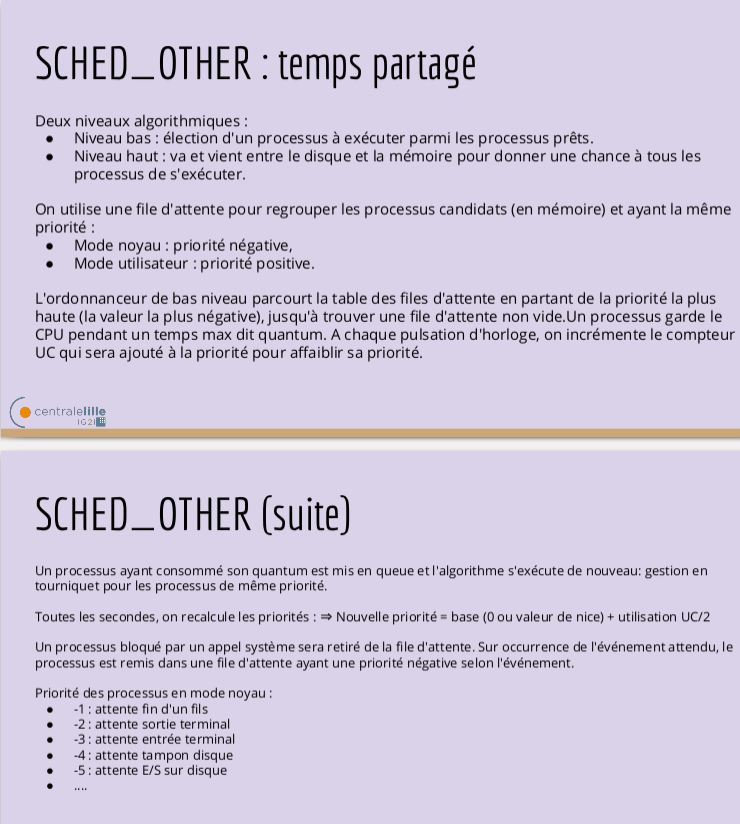 SCHED_OTHER : temps partagé
Deux niveaux algorithmiques :
● Niveau bas : élection d'un processus à exécuter parmi les processus prêts.
● Niveau haut : va et vient entre le disque et la mémoire pour donner une chance à tous les
processus de s'exécuter.
On utilise une file d'attente pour regrouper les processus candidats (en mémoire) et ayant la même
priorité :
● Mode noyau : priorité négative,
● Mode utilisateur : priorité positive.
L'ordonnanceur de bas niveau parcourt la table des files d'attente en partant de la priorité la plus
haute (la valeur la plus négative), jusqu'à trouver une file d'attente non vide.Un processus garde le
CPU pendant un temps max dit quantum. A chaque pulsation d'horloge, on incrémente le compteur
UC qui sera ajouté à la priorité pour affaiblir sa priorité.
centralelille
IG2I
SCHED_OTHER (suite)
Un processus ayant consommé son quantum est mis en queue et l'algorithme s'exécute de nouveau: gestion en
tourniquet pour les processus de même priorité.
Toutes les secondes, on recalcule les priorités : ⇒ Nouvelle priorité = base (0 ou valeur de nice) + utilisation UC/2
Un processus bloqué par un appel système sera retiré de la file d'attente. Sur occurrence de l'événement attendu, le
processus est remis dans une file d'attente ayant une priorité négative selon l'événement.
Priorité des processus en mode noyau :
● -1 : attente fin d'un fils
● -2 : attente sortie terminal
● -3 : attente entrée terminal
● -4 : attente tampon disque
● -5 : attente E/S sur disque
● ....